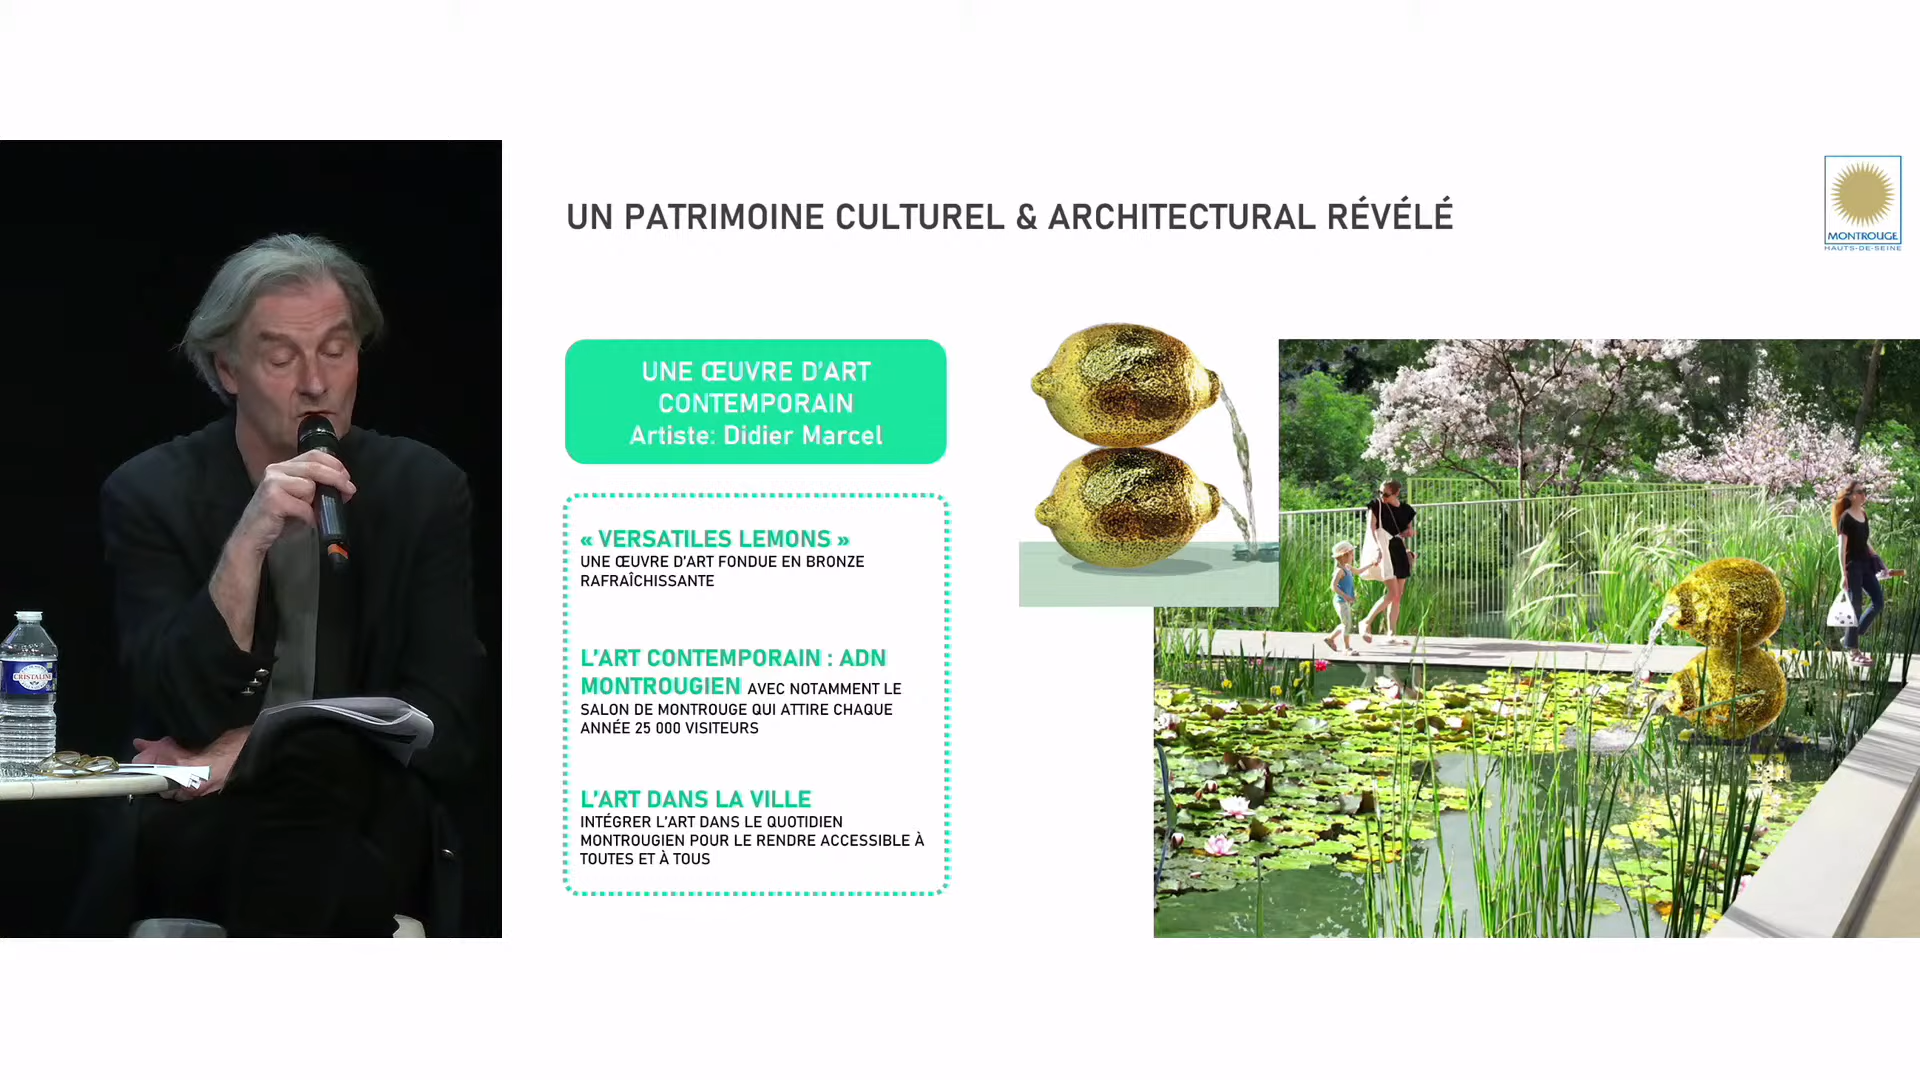 UN PATRIMOINE CULTUREL & ARCHITECTURAL RÉVÉLÉ
MONTROUGE
HAUTS-DE-SEINE
UNE ŒUVRE D'ART
CONTEMPORAIN
Artiste: Didier Marcel
« VERSATILES LEMONS »
UNE ŒUVRE D'ART FONDUE EN BRONZE
RAFRAÎCHISSANTE
L'ART CONTEMPORAIN : ADN
MONTROUGIEN AVEC NOTAMMENT LE
SALON DE MONTROUGE QUI ATTIRE CHAQUE
ANNÉE 25 000 VISITEURS
L'ART DANS LA VILLE
INTÉGRER L'ART DANS LE QUOTIDIEN
MONTROUGIEN POUR LE RENDRE ACCESSIBLE À
TOUTES ET À TOUS
CRISTALINE